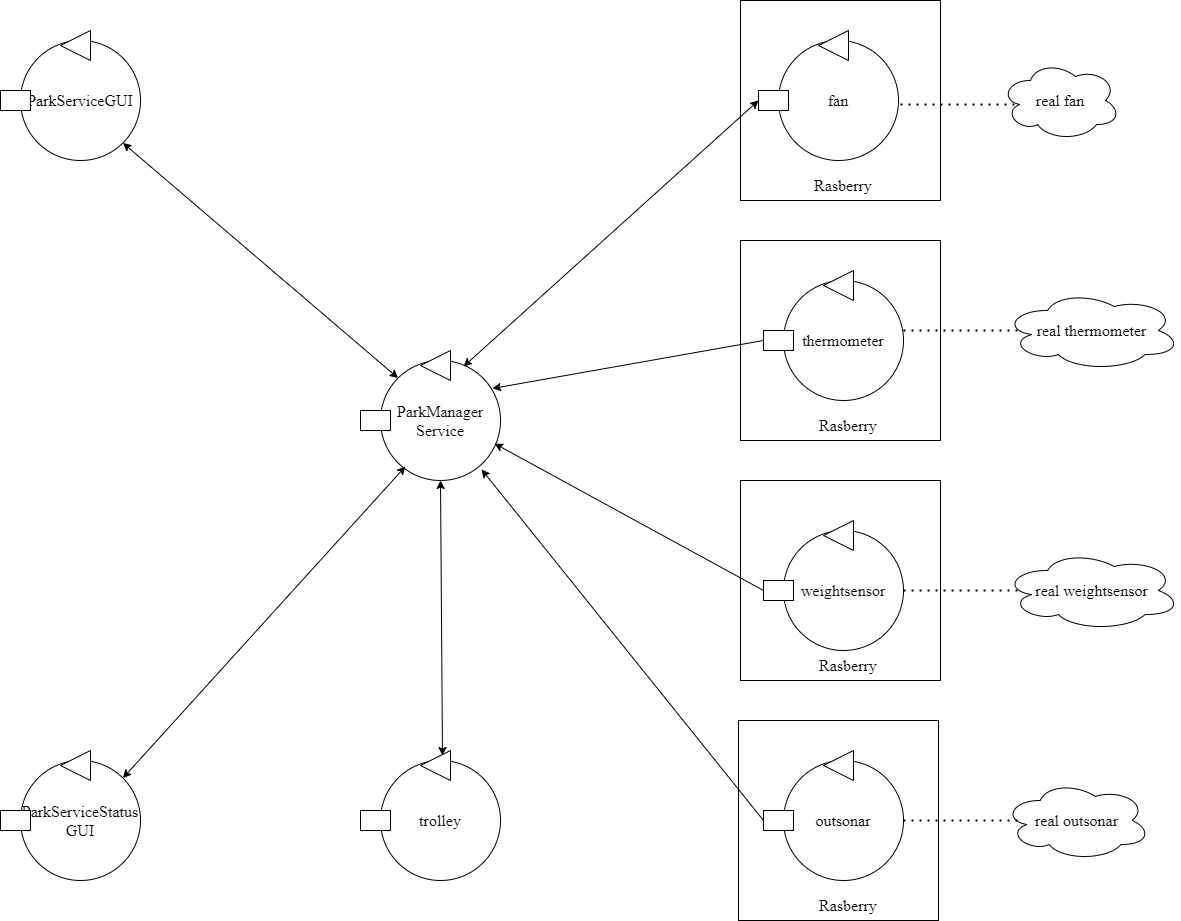 ParkServiceGUI
fan
real fan
Rasberry
thermometer
real thermometer
Rasberry
ParkManager
Service
weightsensor
real weightsensor
Rasberry
ParkServiceStatus
GUI
trolley
outsonar
real outsonar
Rasberry